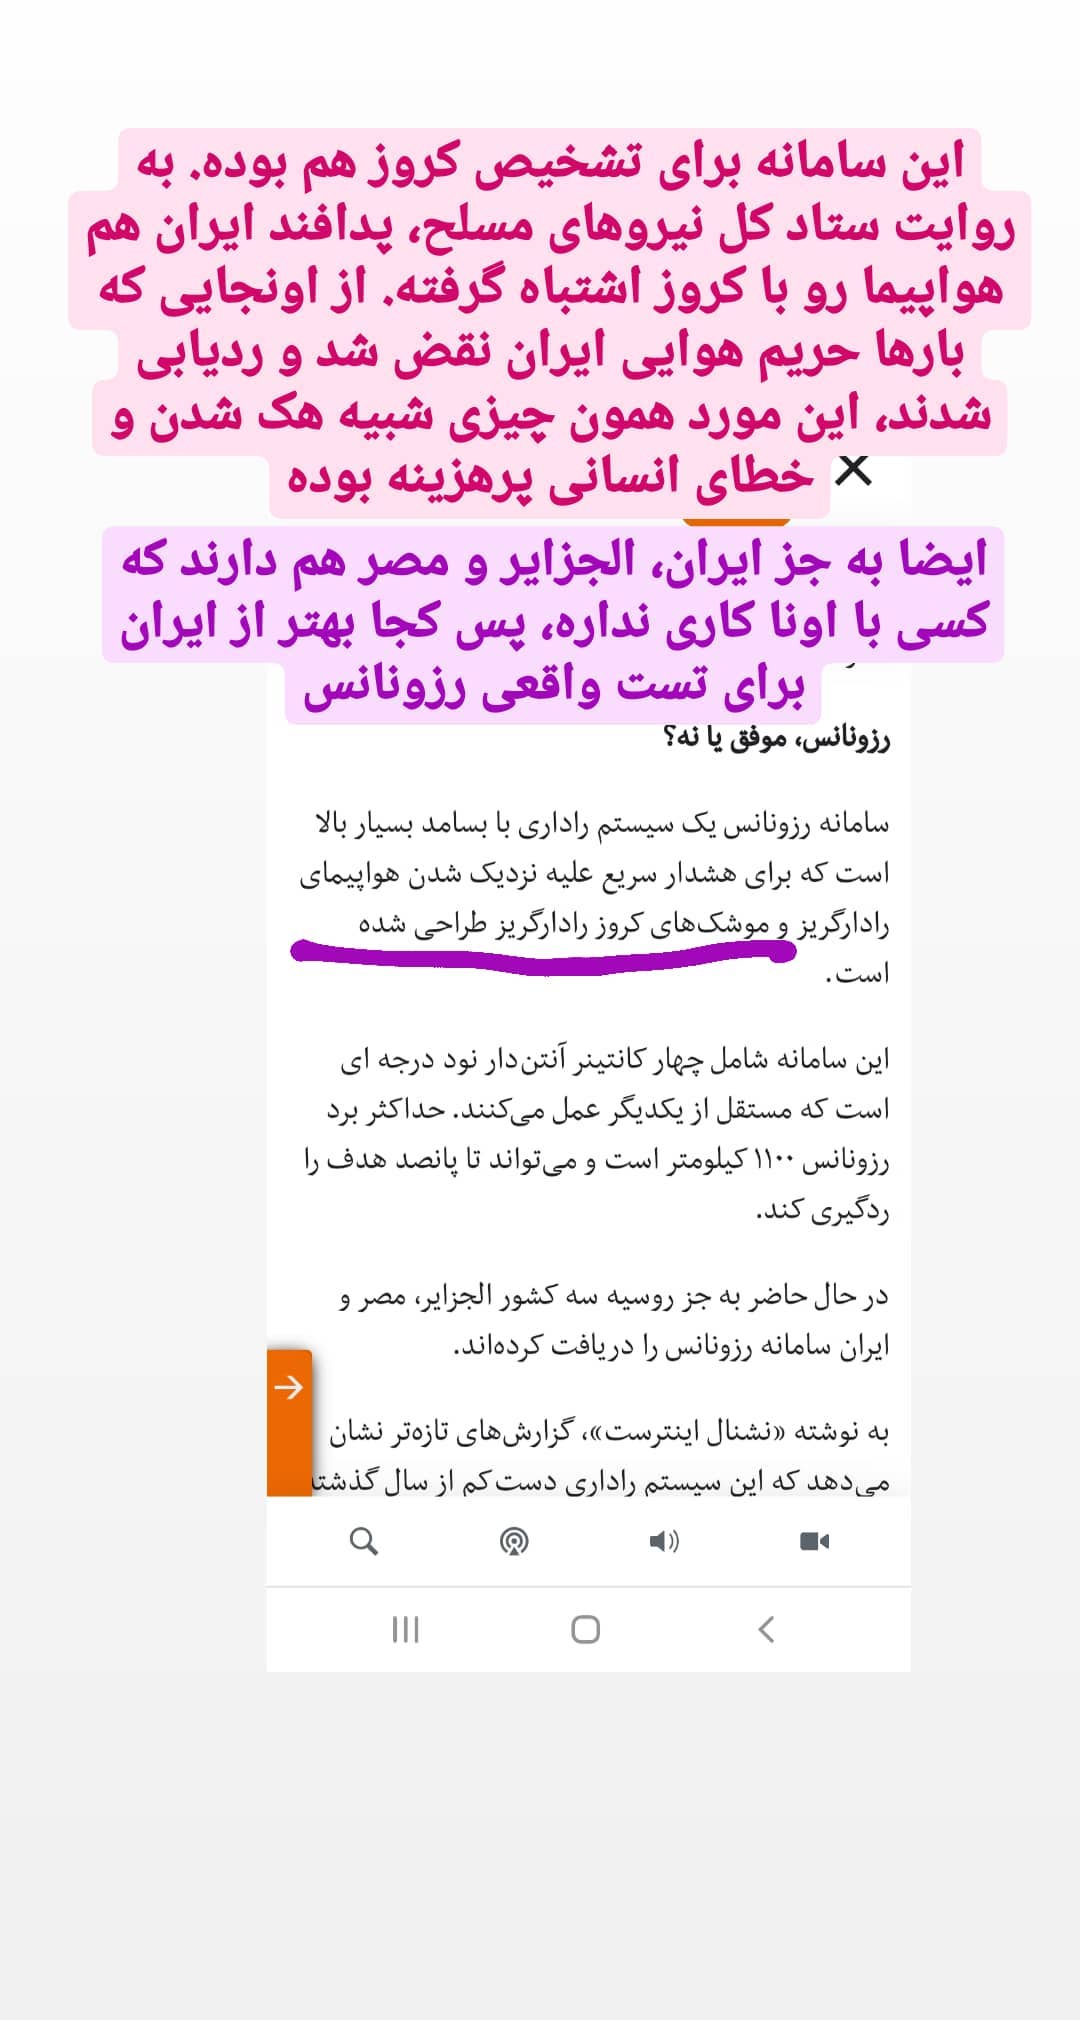 این سامانه برای تشخیص کروز هم بوده. به
روایت ستاد کل نیروهای مسلح، پدافند ایران هم
هواپیما رو با کروز اشتباه گرفته. از اونجایی که
بارها حریم هوایی ایران نقض شد و ردیابی
شدند، این مورد همون چیزی شبیه هک شدن و
خطای انسانی پرهزینه بوده
ایضا به جز ایران، الجزایر و مصر هم دارند که
کسی با اونا کاری نداره، پس کجا بهتر از ایران
برای تست واقعی رزونانس
رزونانس، موفق یا نه؟
سامانه رزونانس یک سیستم راداری با بسامد بسیار بالا
است که برای هشدار سریع علیه نزدیک شدن هواپیمای
رادارگریز و موشک‌های کروز رادارگریز طراحی شده
است.
این سامانه شامل چهار کانتینر آنتن‌دار نود درجه ای
است که مستقل از یکدیگر عمل می‌کنند. حداکثر برد
رزونانس ۱۱۰۰ کیلومتر است و می‌تواند تا پانصد هدف را
ردگیری کند.
در حال حاضر به جز روسیه سه کشور الجزایر، مصر و
ایران سامانه رزونانس را دریافت کرده‌اند.
به نوشته «نشنال اینترست»، گزارش‌های تازه‌تر نشان
می‌دهد که این سیستم راداری دست‌کم از سال گذشته